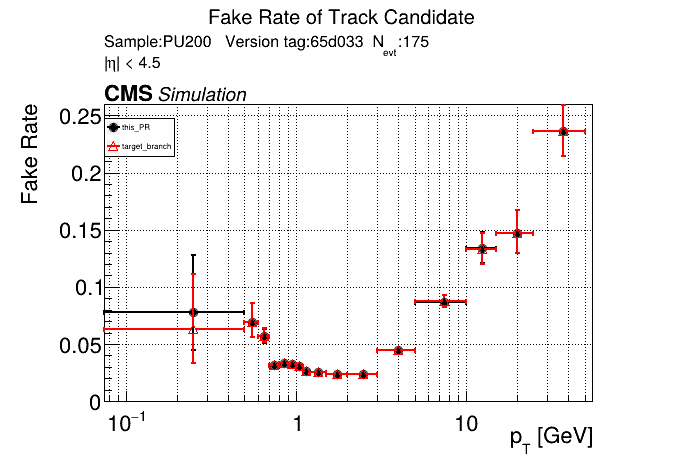 Fake Rate of Track Candidate
Sample:PU200 Version tag:65d033 N_evt:175
|η| < 4.5
CMS Simulation
Fake Rate
this_PR
target_branch
0.25
0.2
0.15
0.1
0.05
0
10⁻¹
1
10
p_T [GeV]